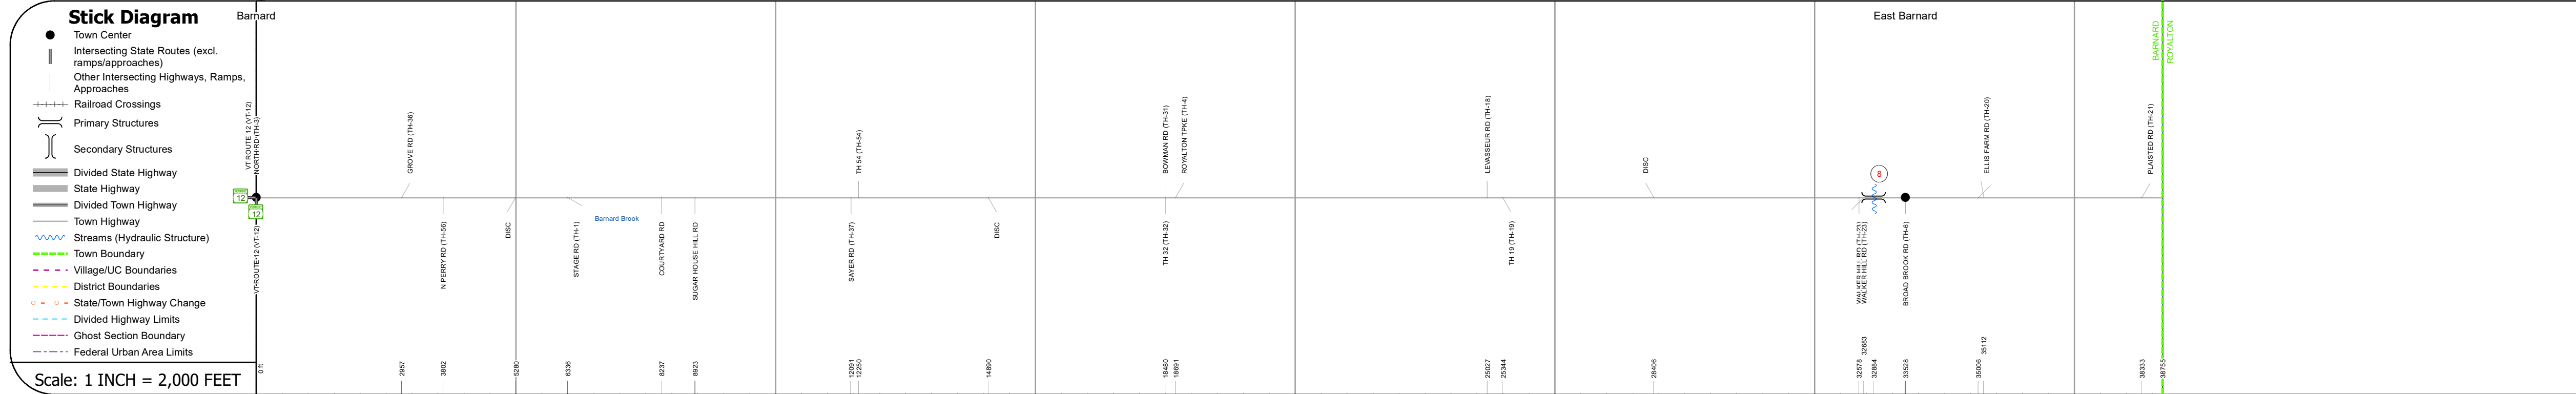 Stick Diagram
Town Center
Intersecting State Routes (excl.
ramps/approaches)
Other Intersecting Highways, Ramps,
Approaches
Railroad Crossings
Primary Structures
Secondary Structures
Divided State Highway
State Highway
Divided Town Highway
Town Highway
Streams (Hydraulic Structure)
Town Boundary
Village/UC Boundaries
District Boundaries
State/Town Highway Change
Divided Highway Limits
Ghost Section Boundary
Federal Urban Area Limits
Scale: 1 INCH = 2,000 FEET
Barnard
East Barnard
BARNARD
ROYALTON
VT ROUTE 12 (VT-12)
NORTH RD (TH-3)
GROVE RD (TH-36)
TH 54 (TH-54)
BOWMAN RD (TH-31)
ROYALTON TPKE (TH-4)
LEVASSEUR RD (TH-18)
DISC
ELLIS FARM RD (TH-20)
PLAISTED RD (TH-21)
12
12
8
VT ROUTE 12 (VT-12)
N PERRY RD (TH-56)
DISC
STAGE RD (TH-1)
Barnard Brook
COURTYARD RD
SUGAR HOUSE HILL RD
SAYER RD (TH-37)
DISC
TH 32 (TH-32)
TH 19 (TH-19)
WALKER HILL RD (TH-23)
WALKER HILL RD (TH-23)
BROAD BROOK RD (TH-6)
0 ft
2957
3802
5280
6336
8237
8923
12091
12250
14890
18480
18691
25027
25344
28406
32578
32683
32884
33528
35006
35112
38333
38755